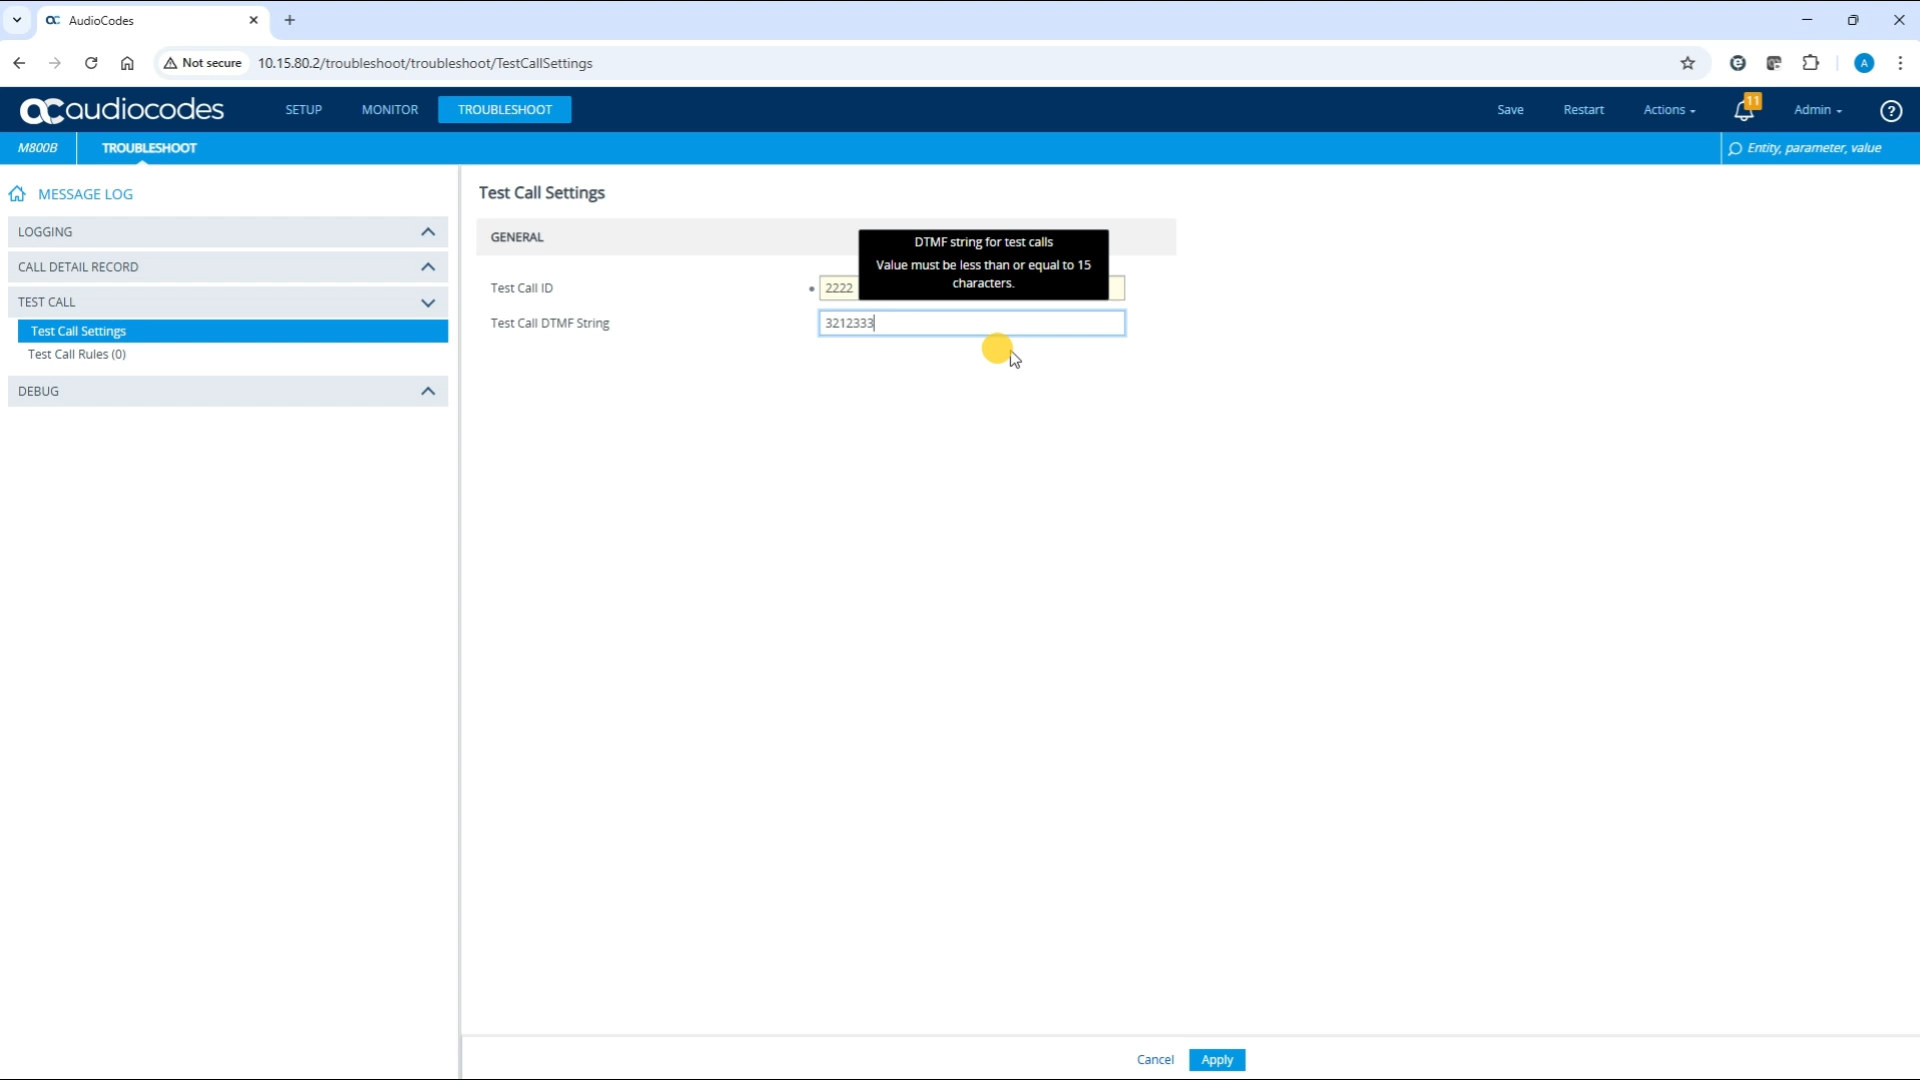 AudioCodes
Not secure
10.15.80.2/troubleshoot/troubleshoot/TestCallSettings
A
audiocodes
SETUP
MONITOR
TROUBLESHOOT
Save
Restart
Actions
11
Admin
?
M800B
TROUBLESHOOT
Entity, parameter, value
MESSAGE LOG
LOGGING
CALL DETAIL RECORD
TEST CALL
Test Call Settings
Test Call Rules (0)
DEBUG
Test Call Settings
GENERAL
DTMF string for test calls
Value must be less than or equal to 15
characters.
Test Call ID
2222
Test Call DTMF String
3212333
Cancel
Apply